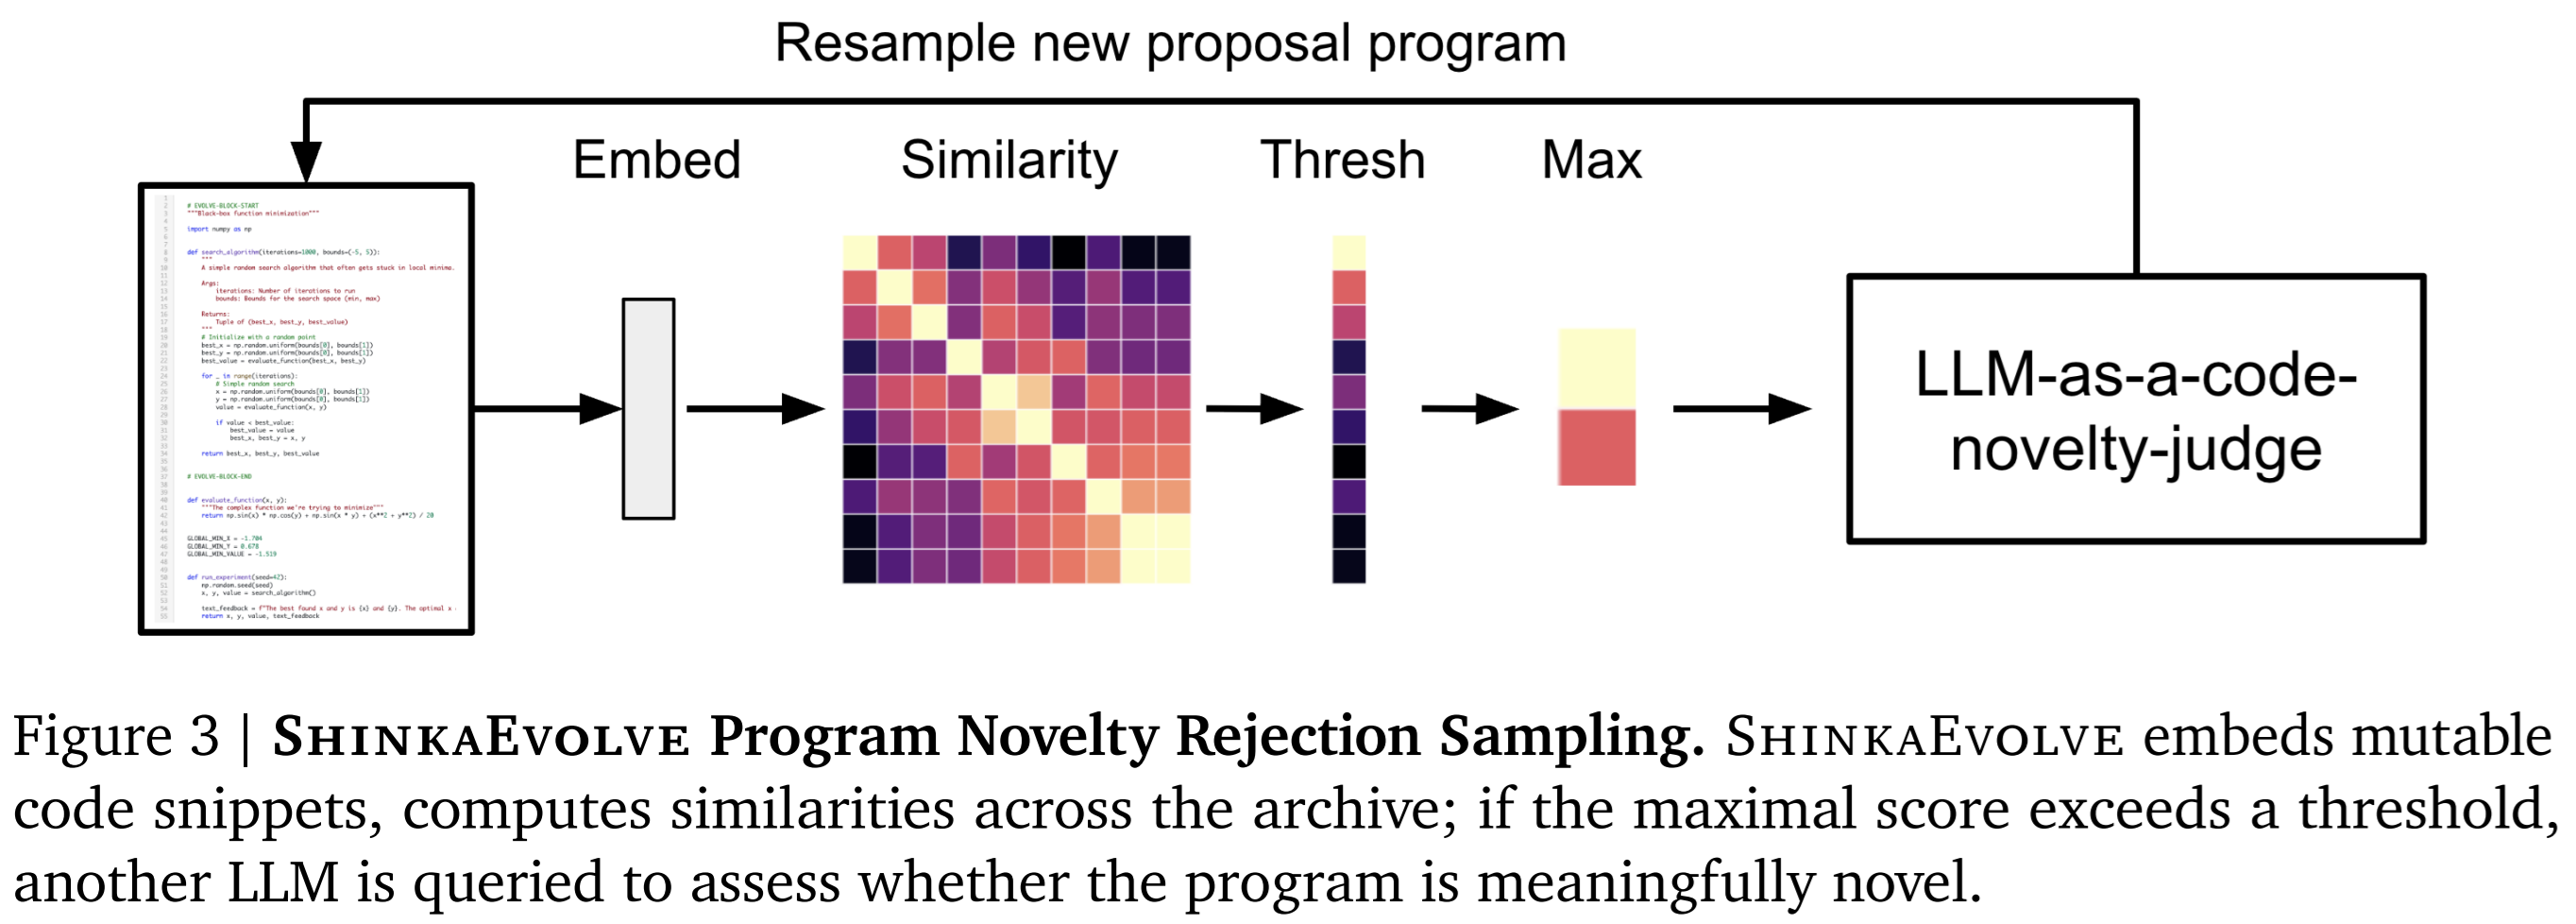 Resample new proposal program
Embed
Similarity
Thresh
Max
# EVOLVE-BLOCK-START
"""Black-box function minimization"""
import numpy as np
def search_algorithm(iterations=1000, bounds=(-5, 5)):
"""
A simple random search algorithm that often gets stuck in local minima.
Args:
iterations: Number of iterations to run
bounds: Bounds for the search space (min, max)
Returns:
Tuple of (best_x, best_y, best_value)
"""
# Initialize with a random point
best_x = np.random.uniform(bounds[0], bounds[1])
best_y = np.random.uniform(bounds[0], bounds[1])
best_value = evaluate_function(best_x, best_y)
for _ in range(iterations):
# Simple random search
x = np.random.uniform(bounds[0], bounds[1])
y = np.random.uniform(bounds[0], bounds[1])
value = evaluate_function(x, y)
if value < best_value:
best_value = value
best_x, best_y = x, y
return best_x, best_y, best_value
# EVOLVE-BLOCK-END
def evaluate_function(x, y):
"""The complex function we're trying to minimize"""
return np.sin(x) * np.cos(y) + np.sin(x * y) + (x**2 + y**2) / 20
GLOBAL_MIN_X = -1.704
GLOBAL_MIN_Y = 0.678
GLOBAL_MIN_VALUE = -1.519
def run_experiment(seed=42):
np.random.seed(seed)
x, y, value = search_algorithm()
text_feedback = f"The best found x and y is {x} and {y}. The optimal x
return x, y, value, text_feedback
LLM-as-a-code-
novelty-judge
Figure 3 | SHINKAEVOLVE Program Novelty Rejection Sampling. SHINKAEVOLVE embeds mutable
code snippets, computes similarities across the archive; if the maximal score exceeds a threshold,
another LLM is queried to assess whether the program is meaningfully novel.